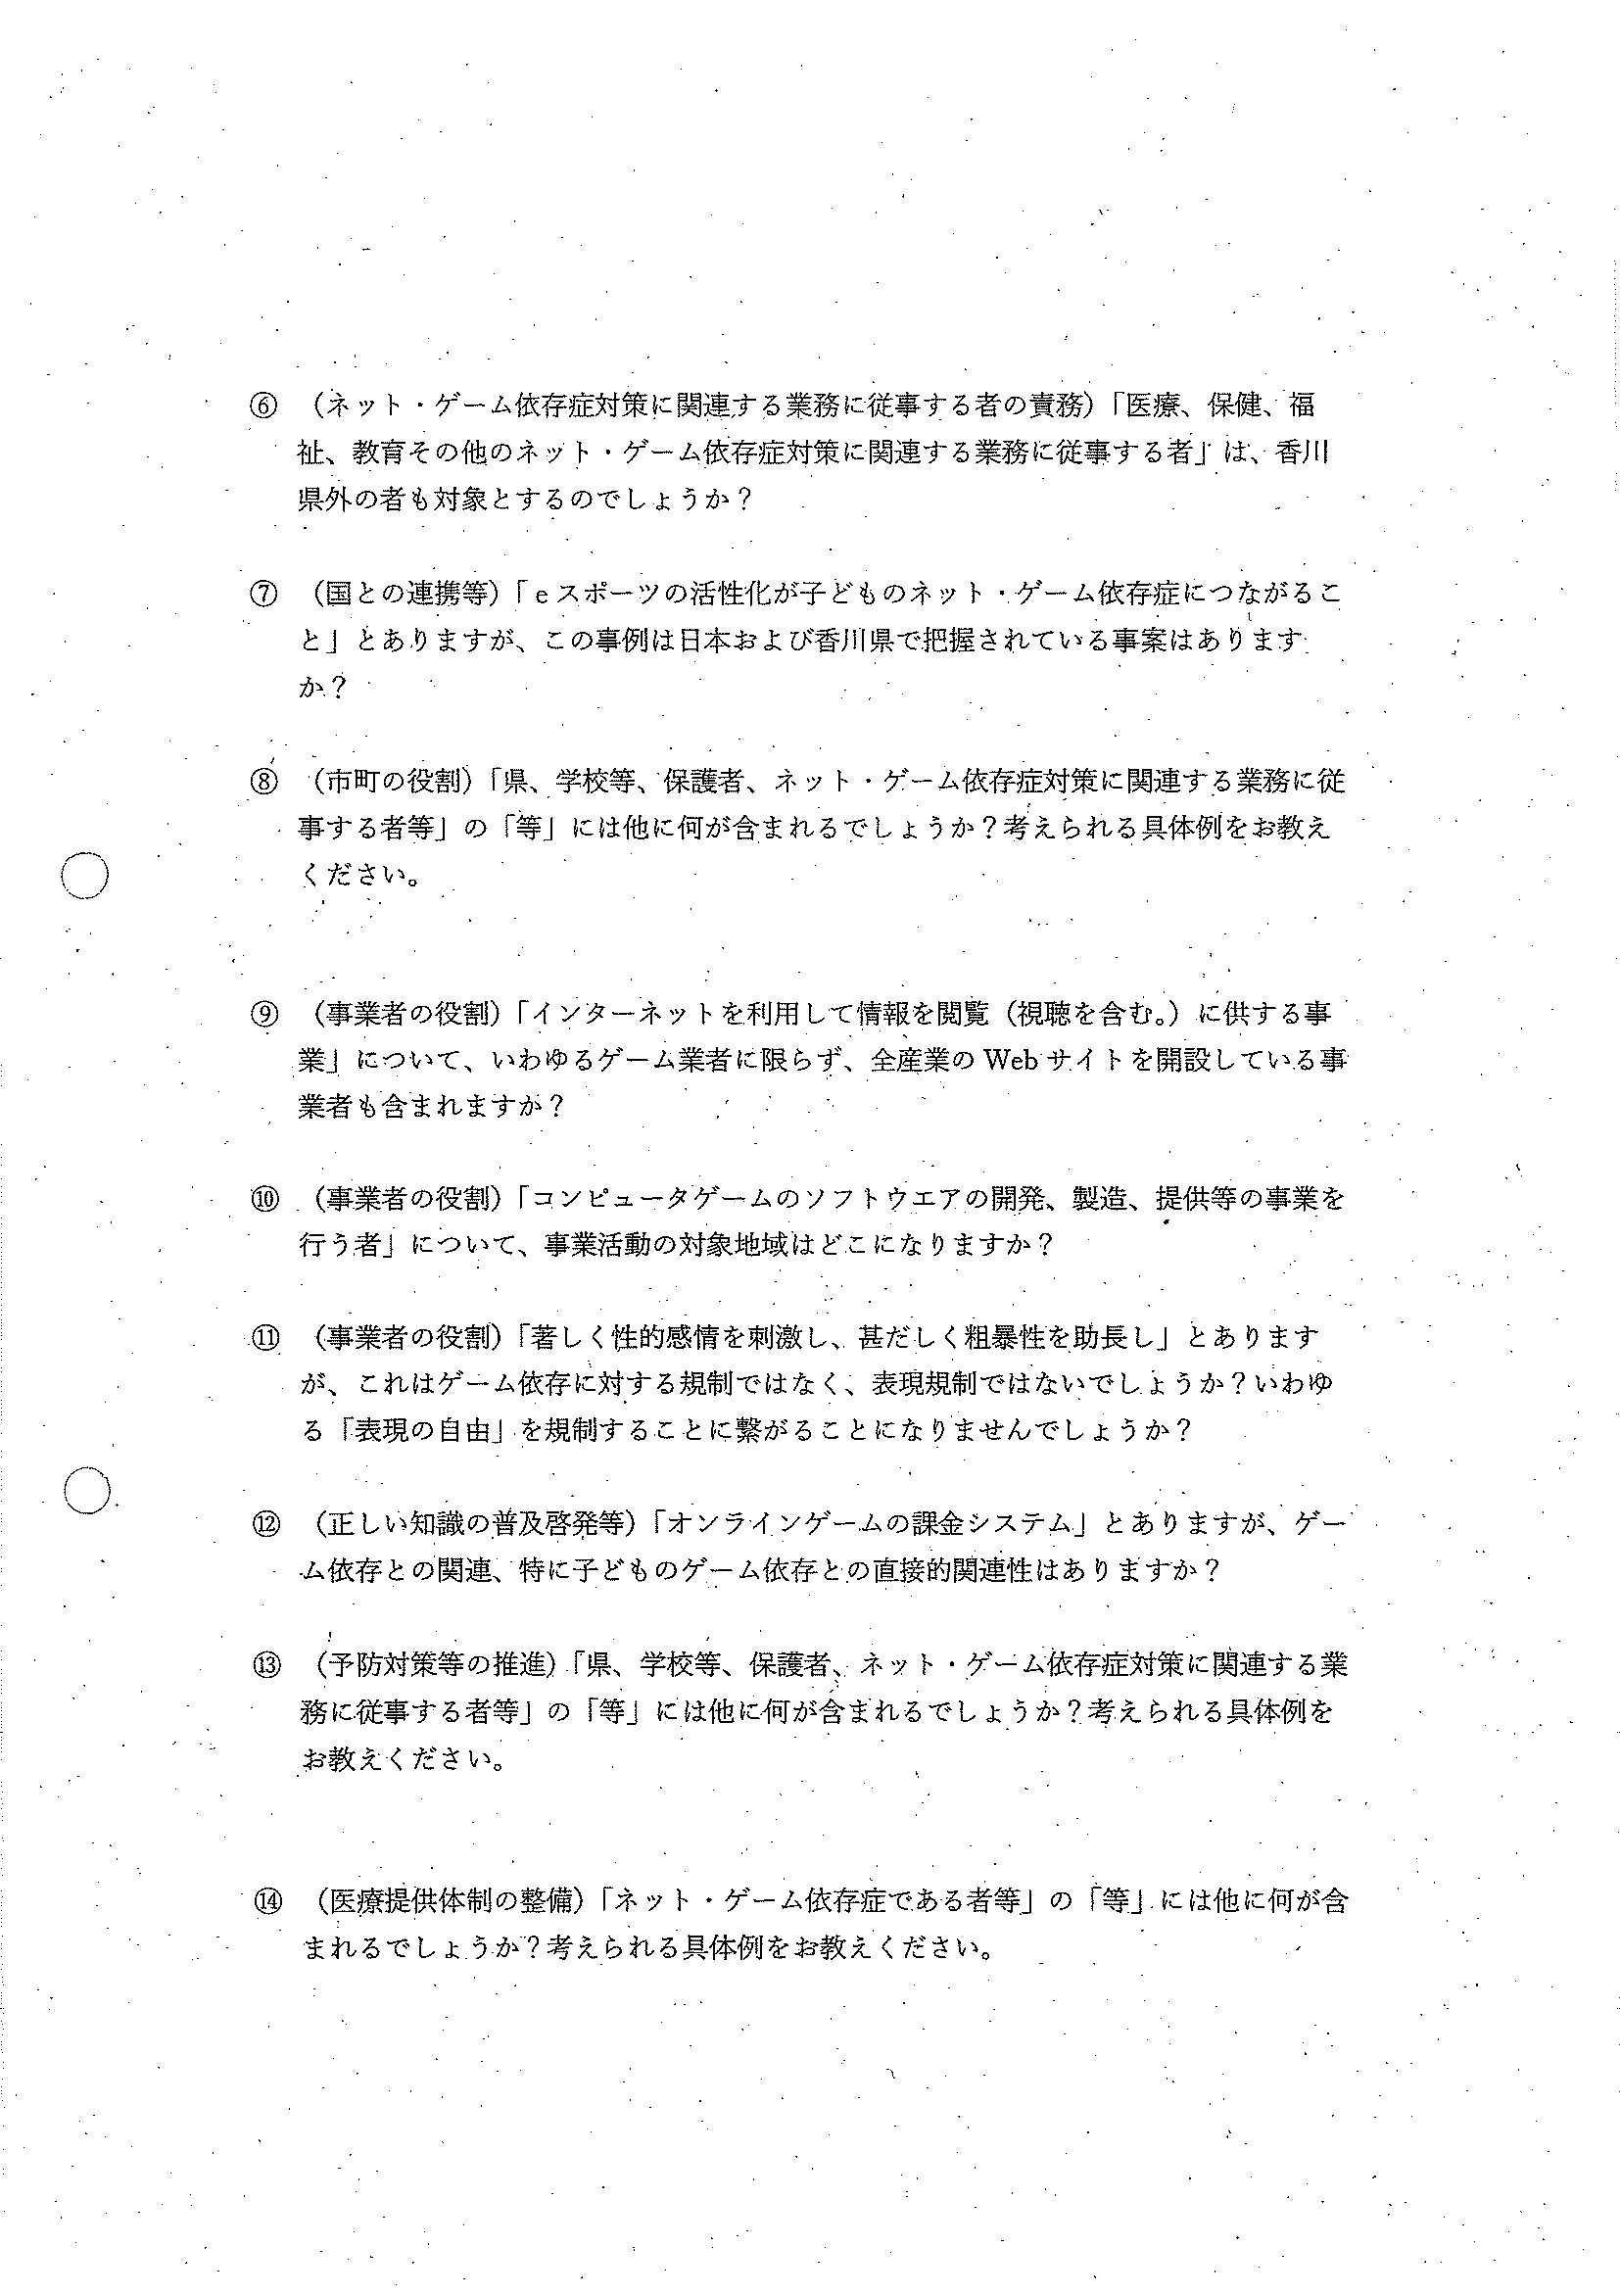 ⑥ （ネット・ゲーム依存症対策に関連する業務に従事する者の責務）「医療、保健、福
祉、教育その他のネット・ゲーム依存症対策に関連する業務に従事する者」は、香川
県外の者も対象とするのでしょうか？
⑦ （国との連携等）「eスポーツの活性化が子どものネット・ゲーム依存症につながるこ
と」とありますが、この事例は日本および香川県で把握されている事案はあります
か？
⑧ （市町の役割）「県、学校等、保護者、ネット・ゲーム依存症対策に関連する業務に従
事する者等」の「等」には他に何が含まれるでしょうか？考えられる具体例をお教え
ください。
⑨ （事業者の役割）「インターネットを利用して情報を閲覧（視聴を含む。）に供する事
業」について、いわゆるゲーム業者に限らず、全産業の Web サイトを開設している事
業者も含まれますか？
⑩ （事業者の役割）「コンピュータゲームのソフトウエアの開発、製造、提供等の事業を
行う者」について、事業活動の対象地域はどこになりますか？
⑪ （事業者の役割）「著しく性的感情を刺激し、甚だしく粗暴性を助長し」とあります
が、これはゲーム依存に対する規制ではなく、表現規制ではないでしょうか？いわゆ
る「表現の自由」を規制することに繋がることになりませんでしょうか？
⑫ （正しい知識の普及啓発等）「オンラインゲームの課金システム」とありますが、ゲー
ム依存との関連、特に子どものゲーム依存との直接的関連性はありますか？
⑬ （予防対策等の推進）「県、学校等、保護者、ネット・ゲーム依存症対策に関連する業
務に従事する者等」の「等」には他に何が含まれるでしょうか？考えられる具体例を
お教えください。
⑭ （医療提供体制の整備）「ネット・ゲーム依存症である者等」の「等」には他に何が含
まれるでしょうか？考えられる具体例をお教えください。